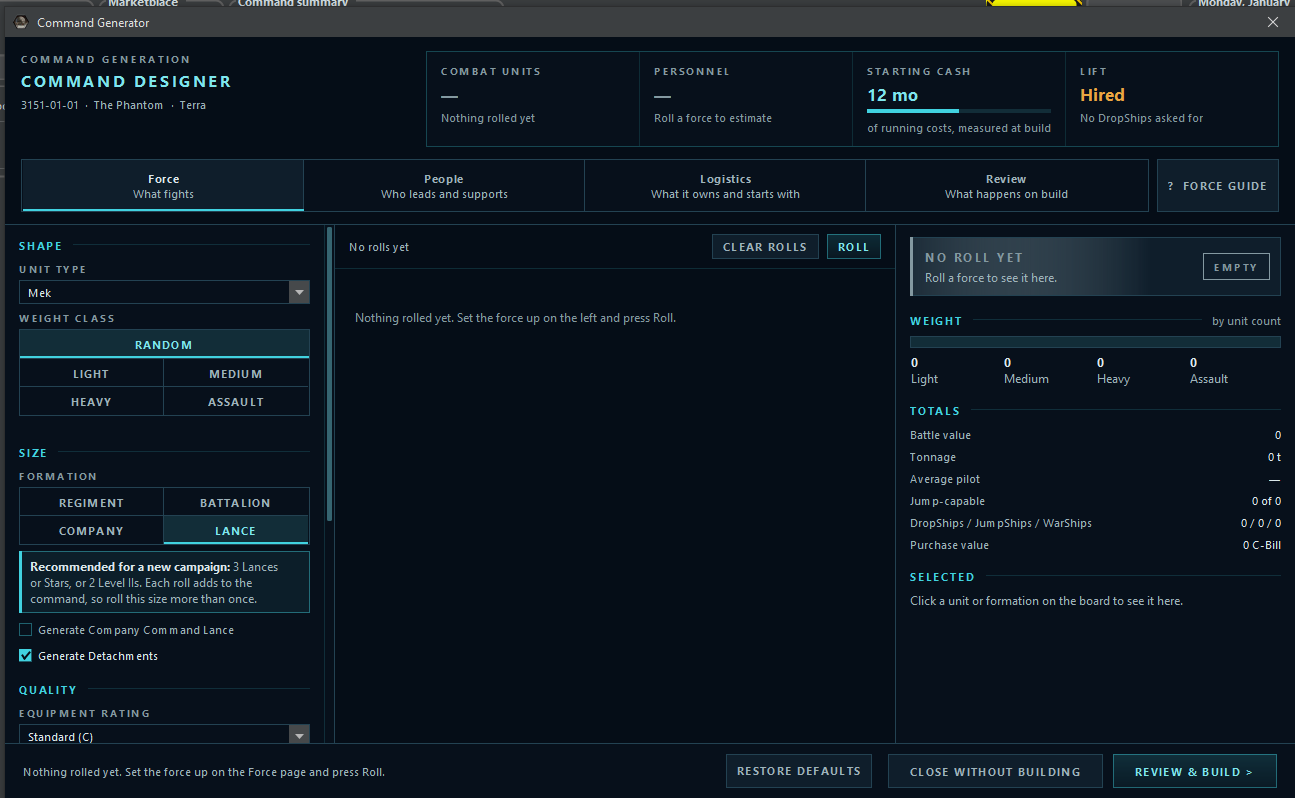 Marketplace
Command summary
Monday, January
Command Generator
COMMAND GENERATION
COMMAND DESIGNER
3151-01-01 · The Phantom · Terra
COMBAT UNITS
—
Nothing rolled yet
PERSONNEL
—
Roll a force to estimate
STARTING CASH
12 mo
of running costs, measured at build
LIFT
Hired
No DropShips asked for
Force
What fights
People
Who leads and supports
Logistics
What it owns and starts with
Review
What happens on build
? FORCE GUIDE
SHAPE
UNIT TYPE
Mek
WEIGHT CLASS
RANDOM
LIGHT
MEDIUM
HEAVY
ASSAULT
SIZE
FORMATION
REGIMENT
BATTALION
COMPANY
LANCE
Recommended for a new campaign: 3 Lances
or Stars, or 2 Level IIs. Each roll adds to the
command, so roll this size more than once.
Generate Company Command Lance
Generate Detachments
QUALITY
EQUIPMENT RATING
Standard (C)
No rolls yet
CLEAR ROLLS
ROLL
Nothing rolled yet. Set the force up on the left and press Roll.
NO ROLL YET
Roll a force to see it here.
EMPTY
WEIGHT
by unit count
0
Light
0
Medium
0
Heavy
0
Assault
TOTALS
Battle value 0
Tonnage 0 t
Average pilot —
Jump-capable 0 of 0
DropShips / JumpShips / WarShips 0 / 0 / 0
Purchase value 0 C-Bill
SELECTED
Click a unit or formation on the board to see it here.
Nothing rolled yet. Set the force up on the Force page and press Roll.
RESTORE DEFAULTS
CLOSE WITHOUT BUILDING
REVIEW & BUILD >